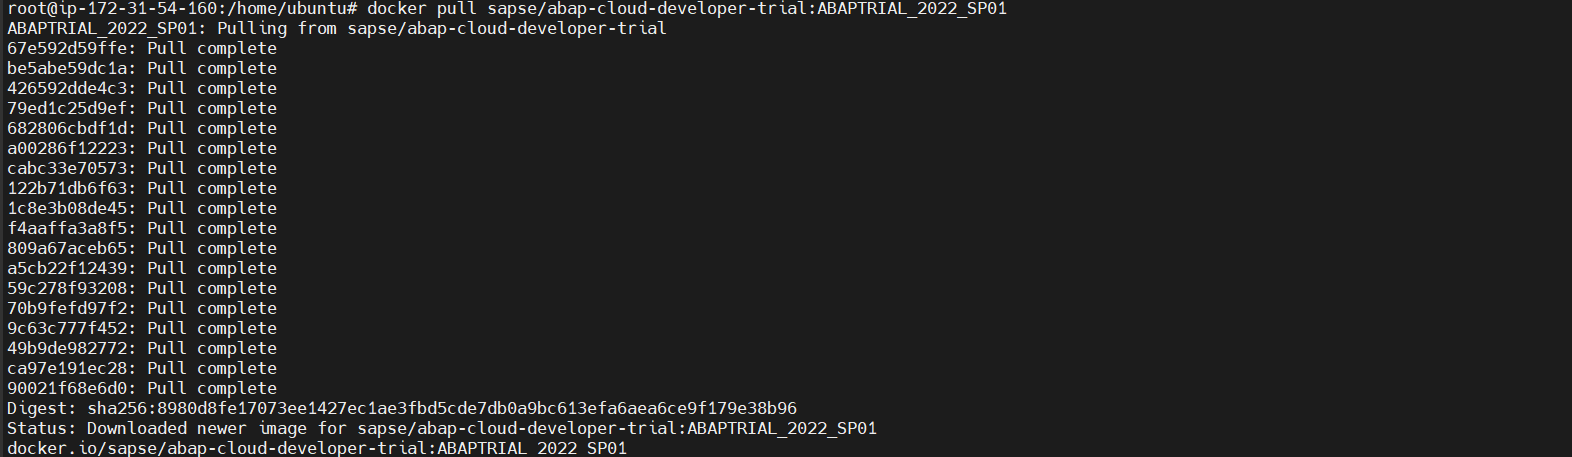 root@ip-172-31-54-160:/home/ubuntu# docker pull sapse/abap-cloud-developer-trial:ABAPTRIAL_2022_SP01
ABAPTRIAL_2022_SP01: Pulling from sapse/abap-cloud-developer-trial
67e592d59ffe: Pull complete
be5abe59dc1a: Pull complete
426592dde4c3: Pull complete
79ed1c25d9ef: Pull complete
682806cbdf1d: Pull complete
a00286f12223: Pull complete
cabc33e70573: Pull complete
122b71db6f63: Pull complete
1c8e3b08de45: Pull complete
f4aaffa3a8f5: Pull complete
809a67aceb65: Pull complete
a5cb22f12439: Pull complete
59c278f93208: Pull complete
70b9fefd97f2: Pull complete
9c63c777f452: Pull complete
49b9de982772: Pull complete
ca97e191ec28: Pull complete
90021f68e6d0: Pull complete
Digest: sha256:8980d8fe17073ee1427ec1ae3fbd5cde7db0a9bc613efa6aea6ce9f179e38b96
Status: Downloaded newer image for sapse/abap-cloud-developer-trial:ABAPTRIAL_2022_SP01
docker.io/sapse/abap-cloud-developer-trial:ABAPTRIAL_2022_SP01